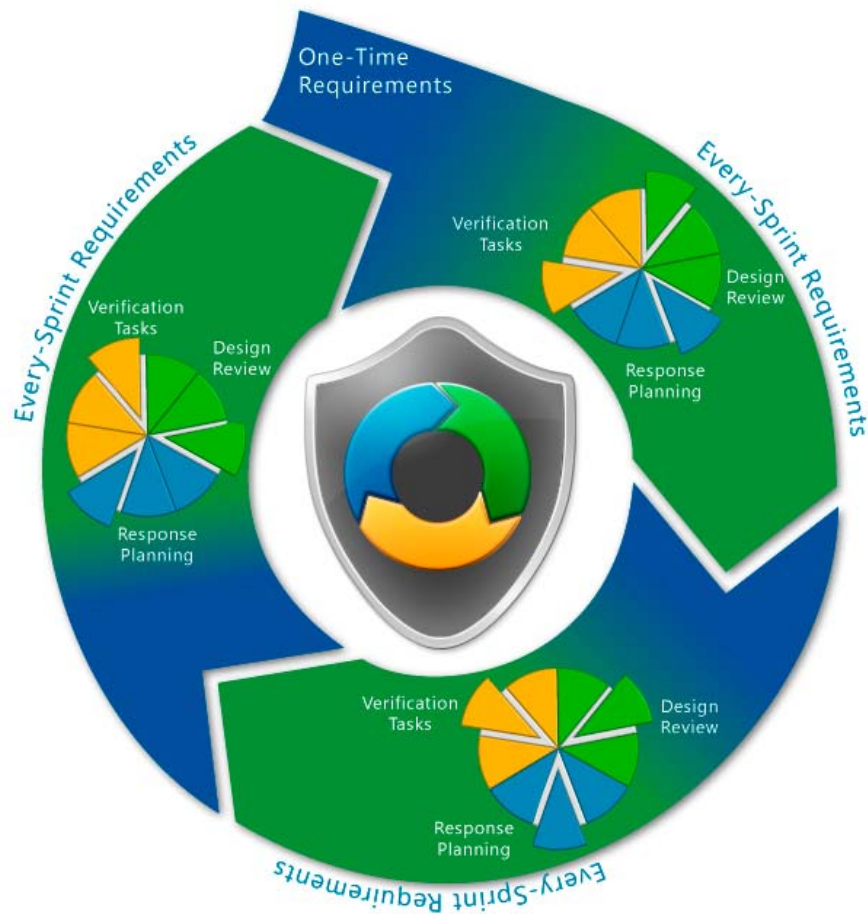 One-Time
Requirements
Every-Sprint Requirements
Verification
Tasks
Design
Review
Response
Planning
Every-Sprint Requirements
Verification
Tasks
Design
Review
Response
Planning
Verification
Tasks
Design
Review
Response
Planning
Every-Sprint Requirements